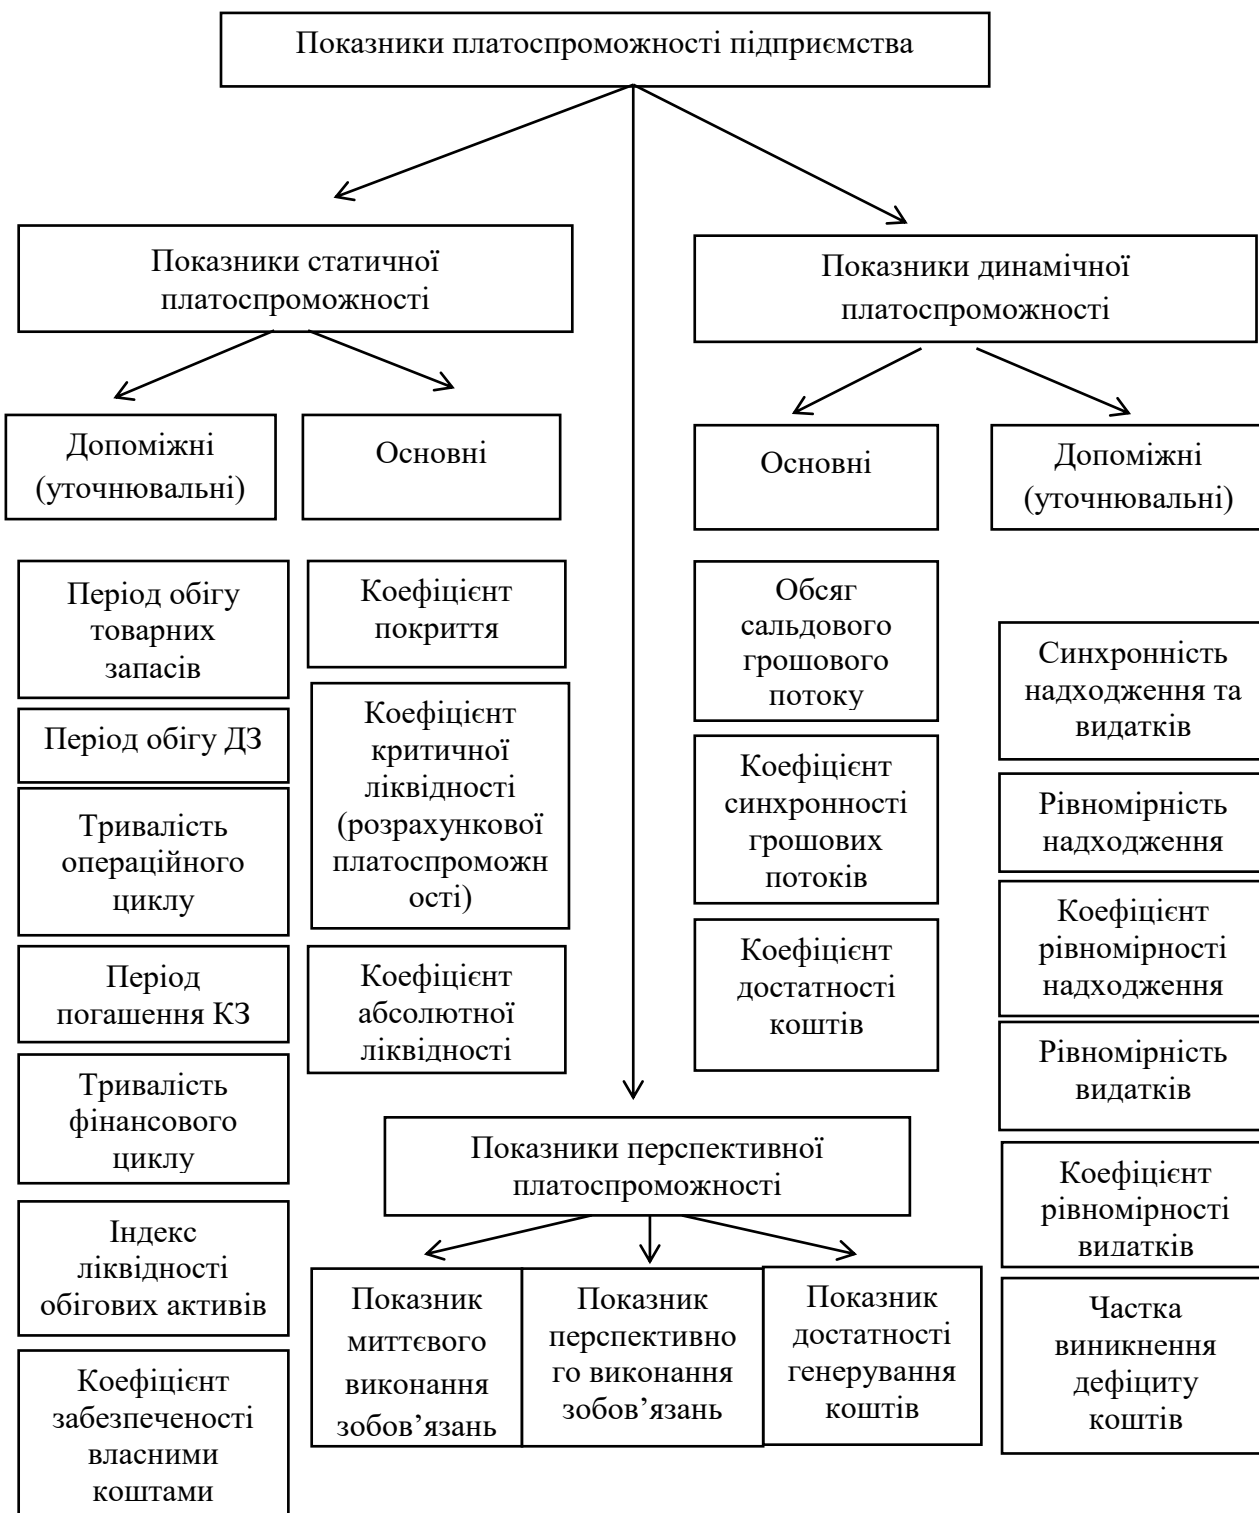 Показники платоспроможності підприємства
Показники статичної
платоспроможності
Показники динамічної
платоспроможності
Допоміжні
(уточнювальні)
Основні
Основні
Допоміжні
(уточнювальні)
Період обігу
товарних
запасів
Період обігу ДЗ
Тривалість
операційного
циклу
Період
погашення КЗ
Тривалість
фінансового
циклу
Індекс
ліквідності
обігових активів
Коефіцієнт
забезпеченості
власними
коштами
Коефіцієнт
покриття
Коефіцієнт
критичної
ліквідності
(розрахункової
платоспроможн
ості)
Коефіцієнт
абсолютної
ліквідності
Обсяг
сальдового
грошового
потоку
Коефіцієнт
синхронності
грошових
потоків
Коефіцієнт
достатності
коштів
Синхронність
надходження та
видатків
Рівномірність
надходження
Коефіцієнт
рівномірності
надходження
Рівномірність
видатків
Коефіцієнт
рівномірності
видатків
Частка
виникнення
дефіциту
коштів
Показники перспективної
платоспроможності
Показник
миттєвого
виконання
зобов’язань
Показник
перспективно
го виконання
зобов’язань
Показник
достатності
генерування
коштів